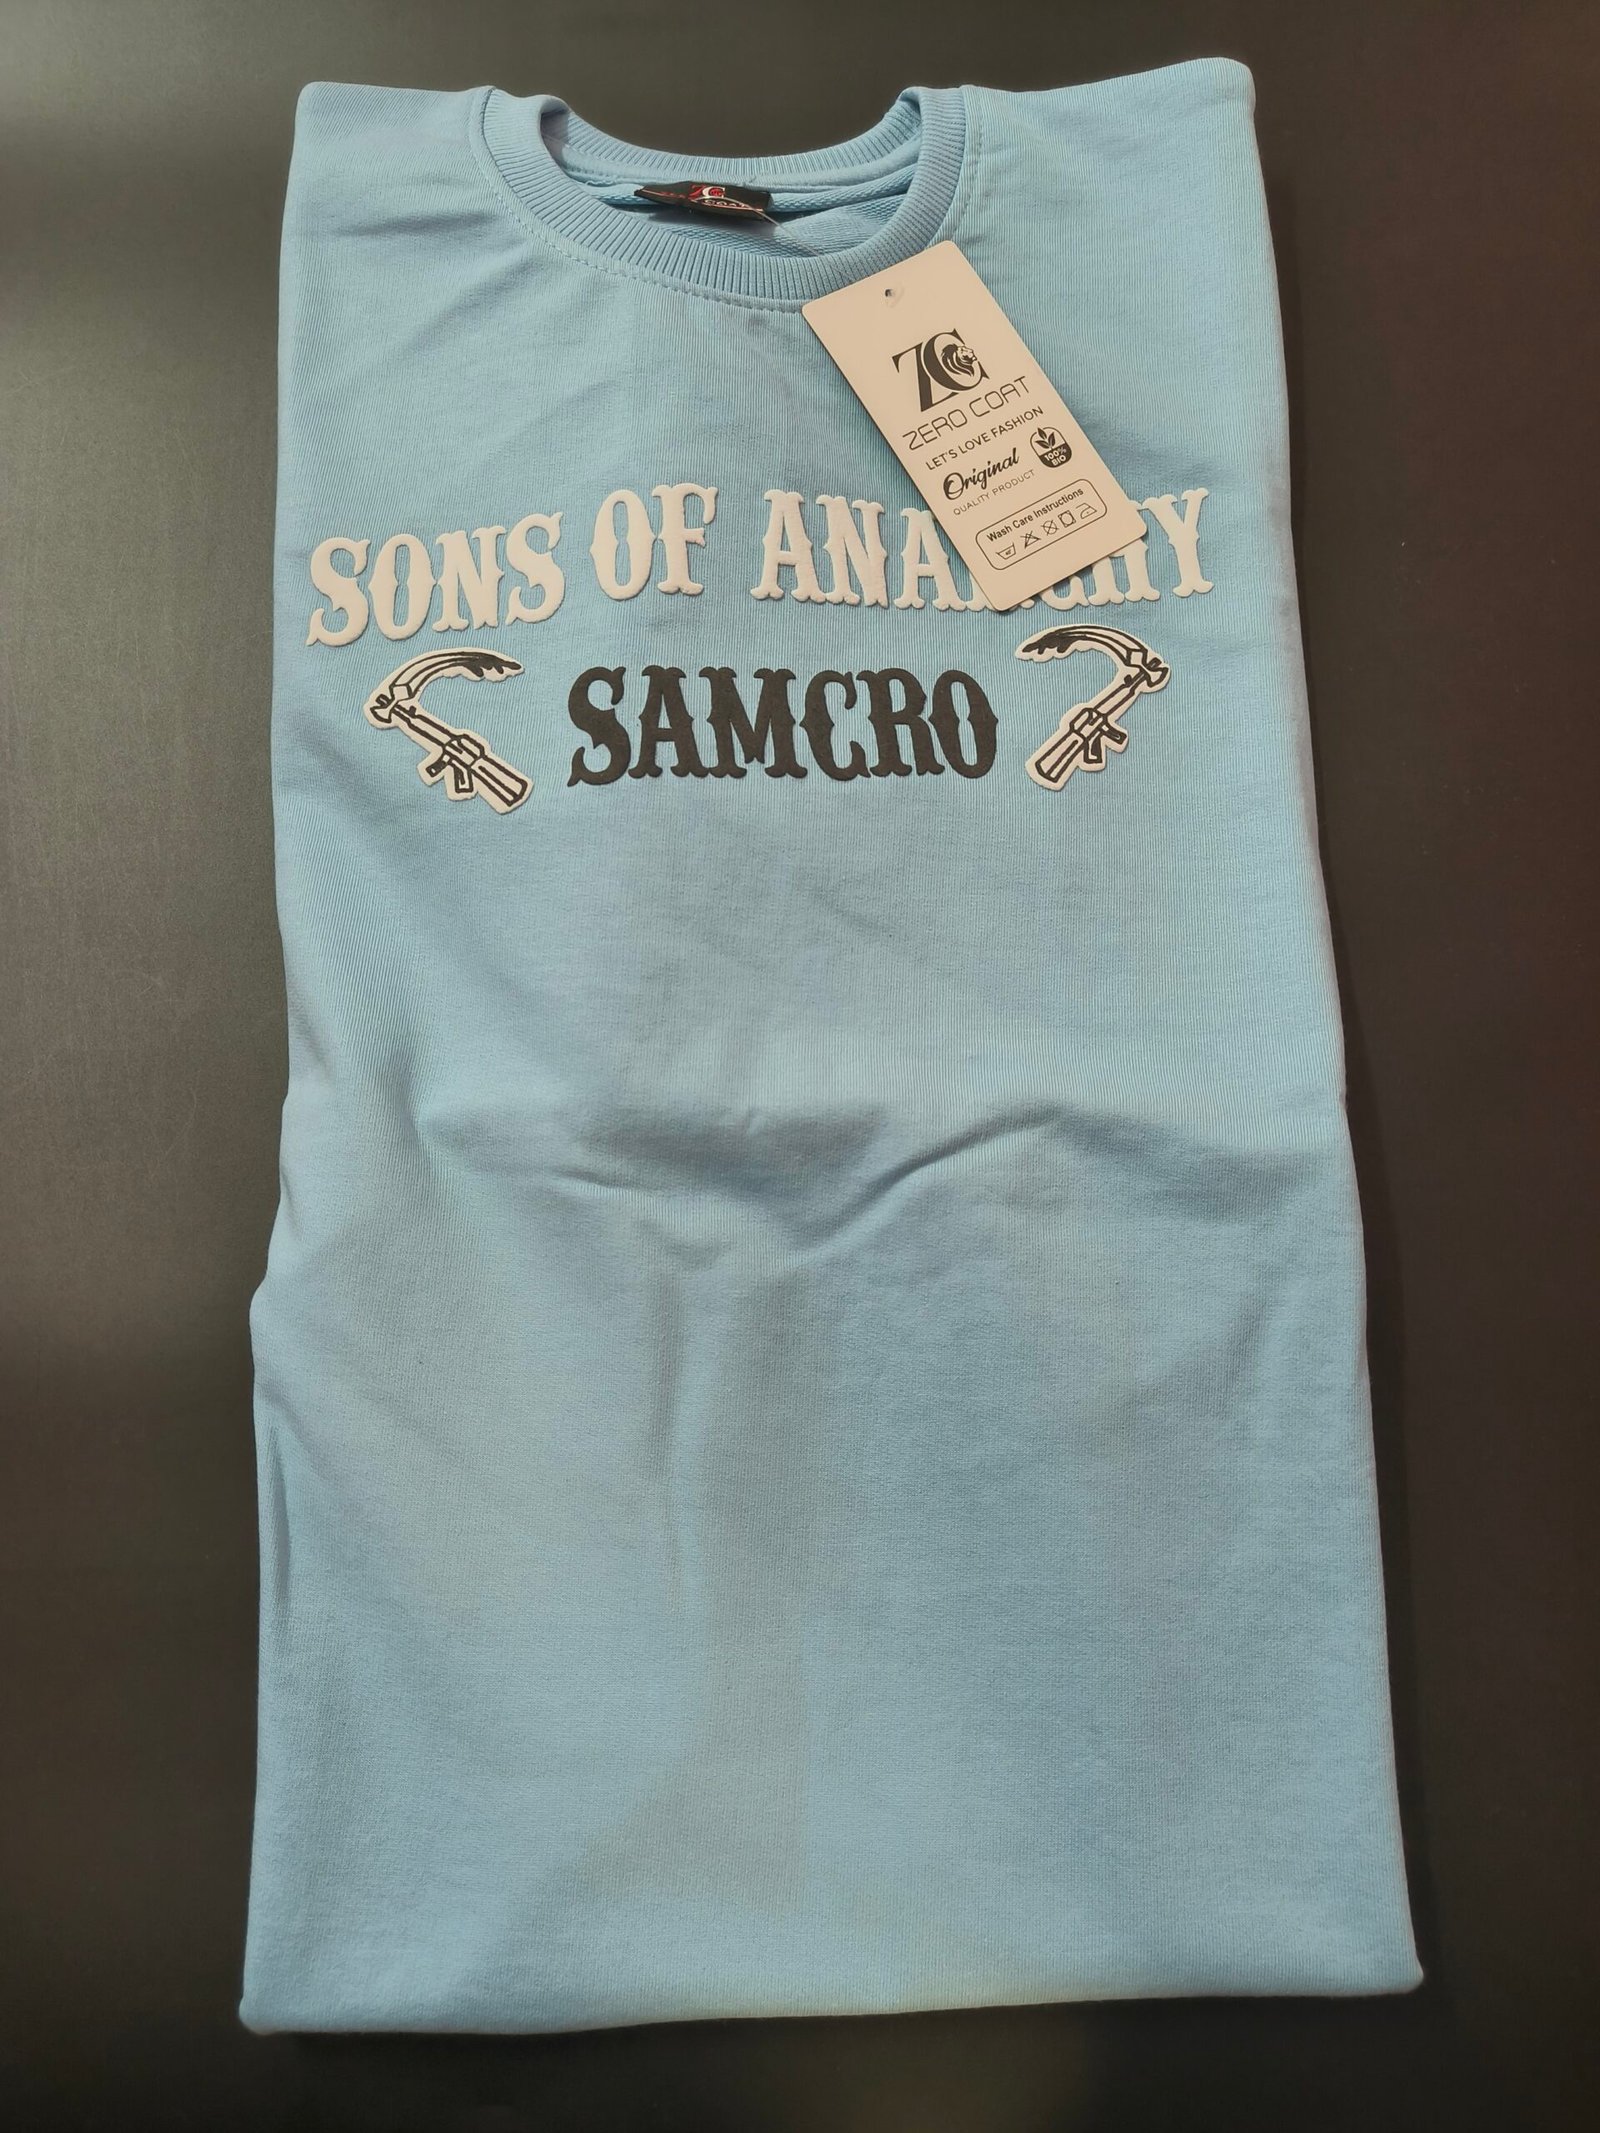 ZC
ZERO COAT
LET'S LOVE FASHION
Original
100%
BIO
QUALITY PRODUCT
Wash Care Instructions
SONS OF ANARCHY
SAMCRO